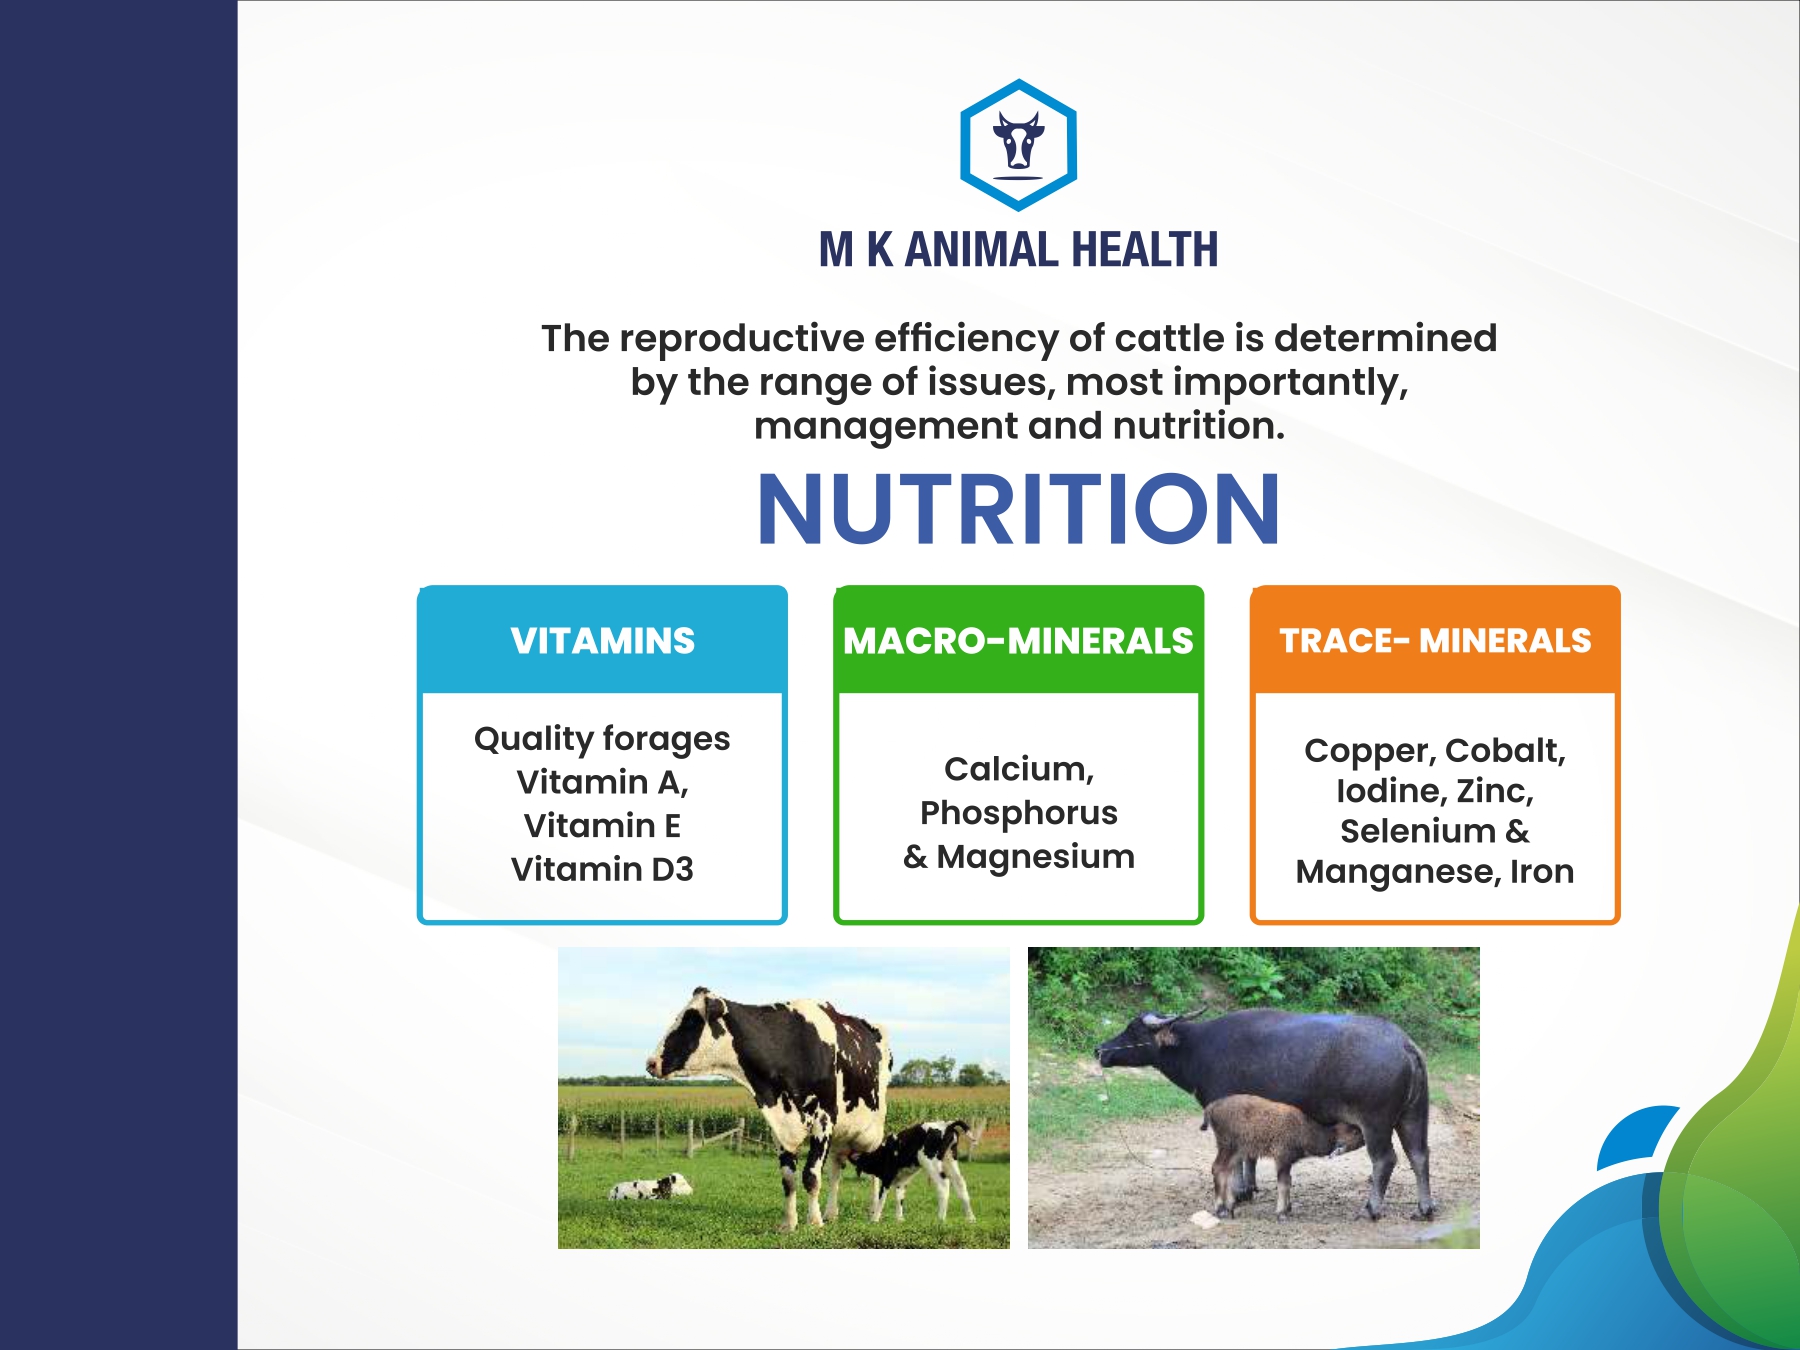 M K ANIMAL HEALTH
The reproductive efficiency of cattle is determined
by the range of issues, most importantly,
management and nutrition.
NUTRITION
VITAMINS
Quality forages
Vitamin A,
Vitamin E
Vitamin D3
MACRO-MINERALS
Calcium,
Phosphorus
& Magnesium
TRACE- MINERALS
Copper, Cobalt,
Iodine, Zinc,
Selenium &
Manganese, Iron